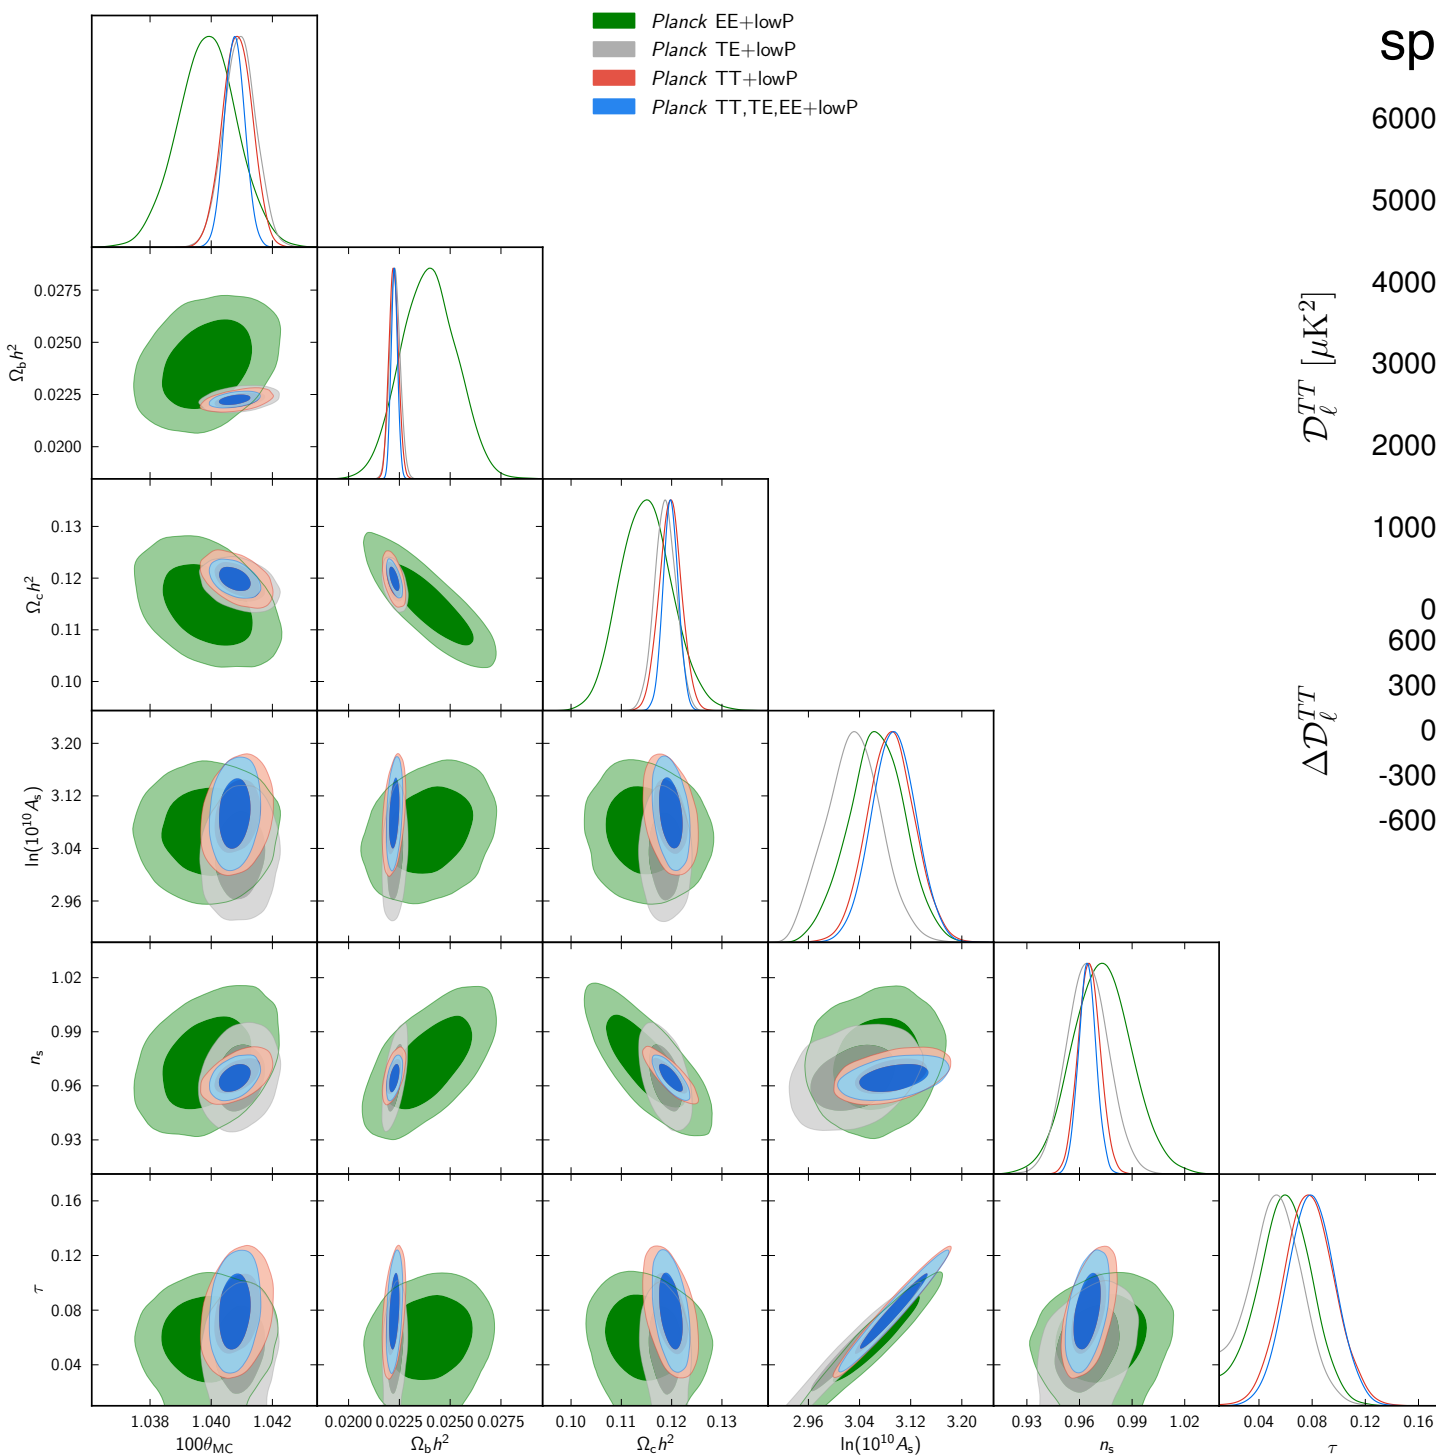 Planck EE+lowP
Planck TE+lowP
Planck TT+lowP
Planck TT,TE,EE+lowP
sp
6000
5000
4000
3000
2000
1000
0
𝒟_ℓ^{TT} [μK²]
600
300
0
-300
-600
Δ𝒟_ℓ^{TT}
0.0275
0.0250
0.0225
0.0200
Ω_b h²
0.13
0.12
0.11
0.10
Ω_c h²
3.20
3.12
3.04
2.96
ln(10¹⁰ A_s)
1.02
0.99
0.96
0.93
n_s
0.16
0.12
0.08
0.04
τ
1.038 1.040 1.042
0.0200 0.0225 0.0250 0.0275
0.10 0.11 0.12 0.13
2.96 3.04 3.12 3.20
0.93 0.96 0.99 1.02
0.04 0.08 0.12 0.16
100θ_MC
Ω_b h²
Ω_c h²
ln(10¹⁰ A_s)
n_s
τ